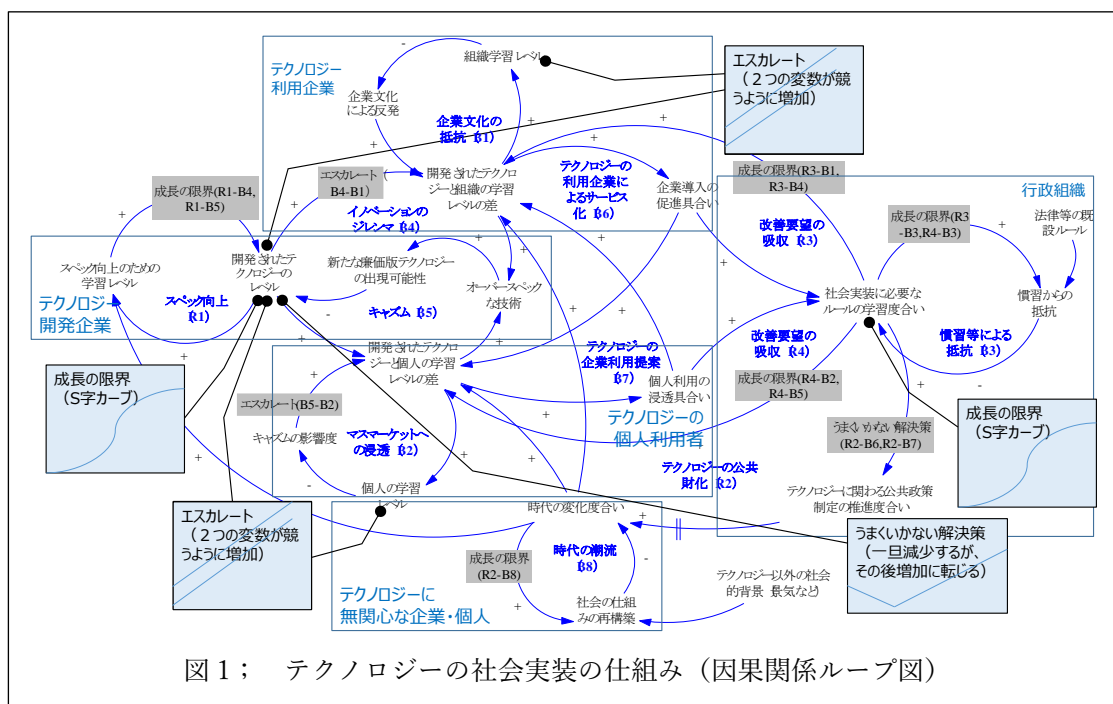 テクノロジー
利用企業
組織学習レベル
-
企業文化
による反発
企業文化の
抵抗(B1)
+
+
エスカレート(
B4-B1)
開発されたテクノロ
ジーと組織の学習
レベルの差
イノベーションの
ジレンマ(B4)
テクノロジーの
利用企業によ
るサービス
化(B6)
企業導入の
促進具合い
エスカレート
(２つの変数が競
うように増加)
成長の限界(R3-B1,
R3-B4)
行政組織
成長の限界(R3
-B3,R4-B3)
法律等の既
設ルール
改善要望の
吸収(R3)
慣習からの
抵抗
社会実装に必要な
ルールの学習度合い
慣習等による
抵抗(B3)
成長の限界(R1-B4,
R1-B5)
スペック向上のための
学習レベル
開発されたテク
ノロジーの
レベル
テクノロジー
開発企業
スペック向上
(R1)
新たな廉価版テクノロジー
の出現可能性
オーバースペック
な技術
キャズム(B5)
開発されたテクノロ
ジーと個人の学習
レベルの差
テクノロジーの
企業利用提案
(B7)
改善要望の
吸収(R4)
個人利用の
浸透具合い
成長の限界(R4-B2,
R4-B5)
テクノロジーの
個人利用者
成長の限界
(S字カーブ)
エスカレート(B5-B2)
キャズムの影響度
マスマーケットへ
の浸透(B2)
個人の学習
レベル
うまくいかない解決策
(R2-B6,R2-B7)
成長の限界
(S字カーブ)
テクノロジーの公共
財化(R2)
テクノロジーに関わる公共政策
制定の推進度合い
エスカレート
(２つの変数が競
うように増加)
時代の変化度合い
成長の限界
(R2-B8)
時代の潮流
(B8)
テクノロジーに
無関心な企業・個人
社会の仕組
みの再構築
テクノロジー以外の社会
的背景(景気など)
うまくいかない解決策
(一旦減少するが、
その後増加に転じる)
図１； テクノロジーの社会実装の仕組み（因果関係ループ図）